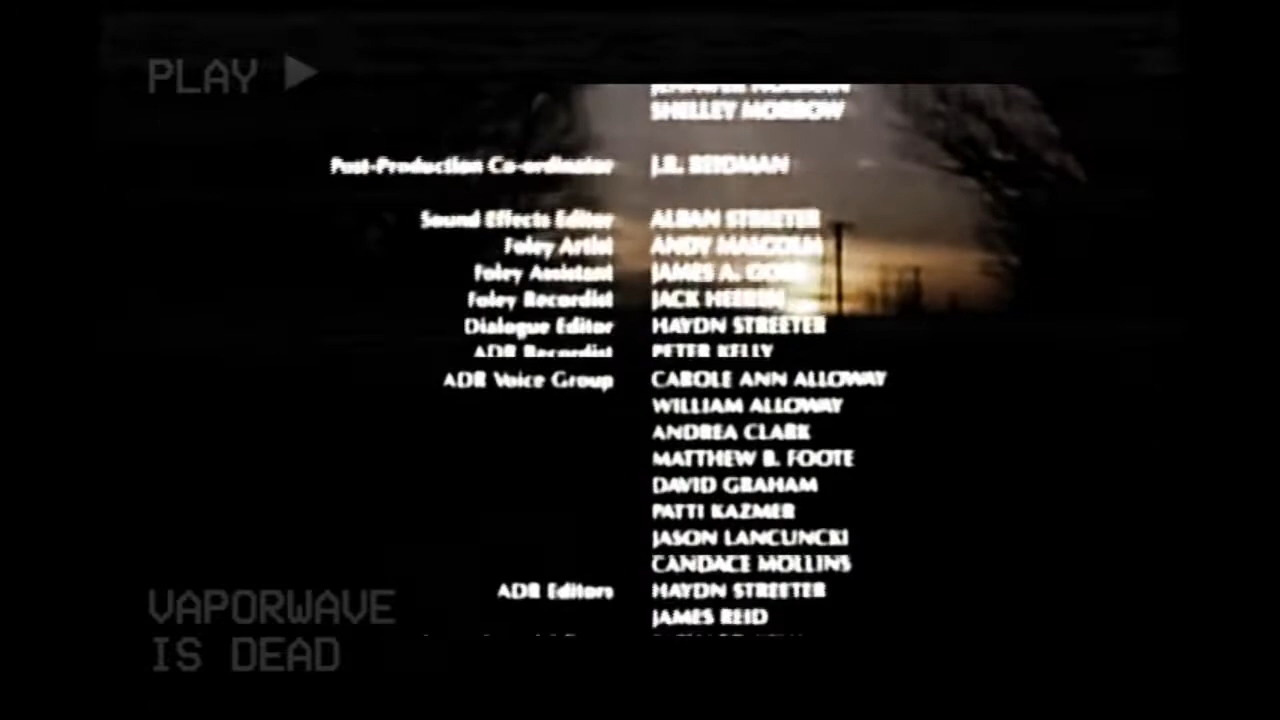 PLAY
SHELLEY MORROW
Post-Production Co-ordinator J.R. REIDMAN
Sound Effects Editor ALBAN STREETER
Foley Artist ANDY MALCOLM
Foley Assistant JAMES A.
Foley Recordist JACK HEEREN
Dialogue Editor HAYDN STREETER
ADR Recordist PETER KELLY
ADR Voice Group CAROLE ANN ALLOWAY
WILLIAM ALLOWAY
ANDREA CLARK
MATTHEW B. FOOTE
DAVID GRAHAM
PATTI KAZMER
JASON LANCUNCKI
CANDACE MOLLINS
ADR Editors HAYDN STREETER
JAMES REID
VAPORWAVE
IS DEAD